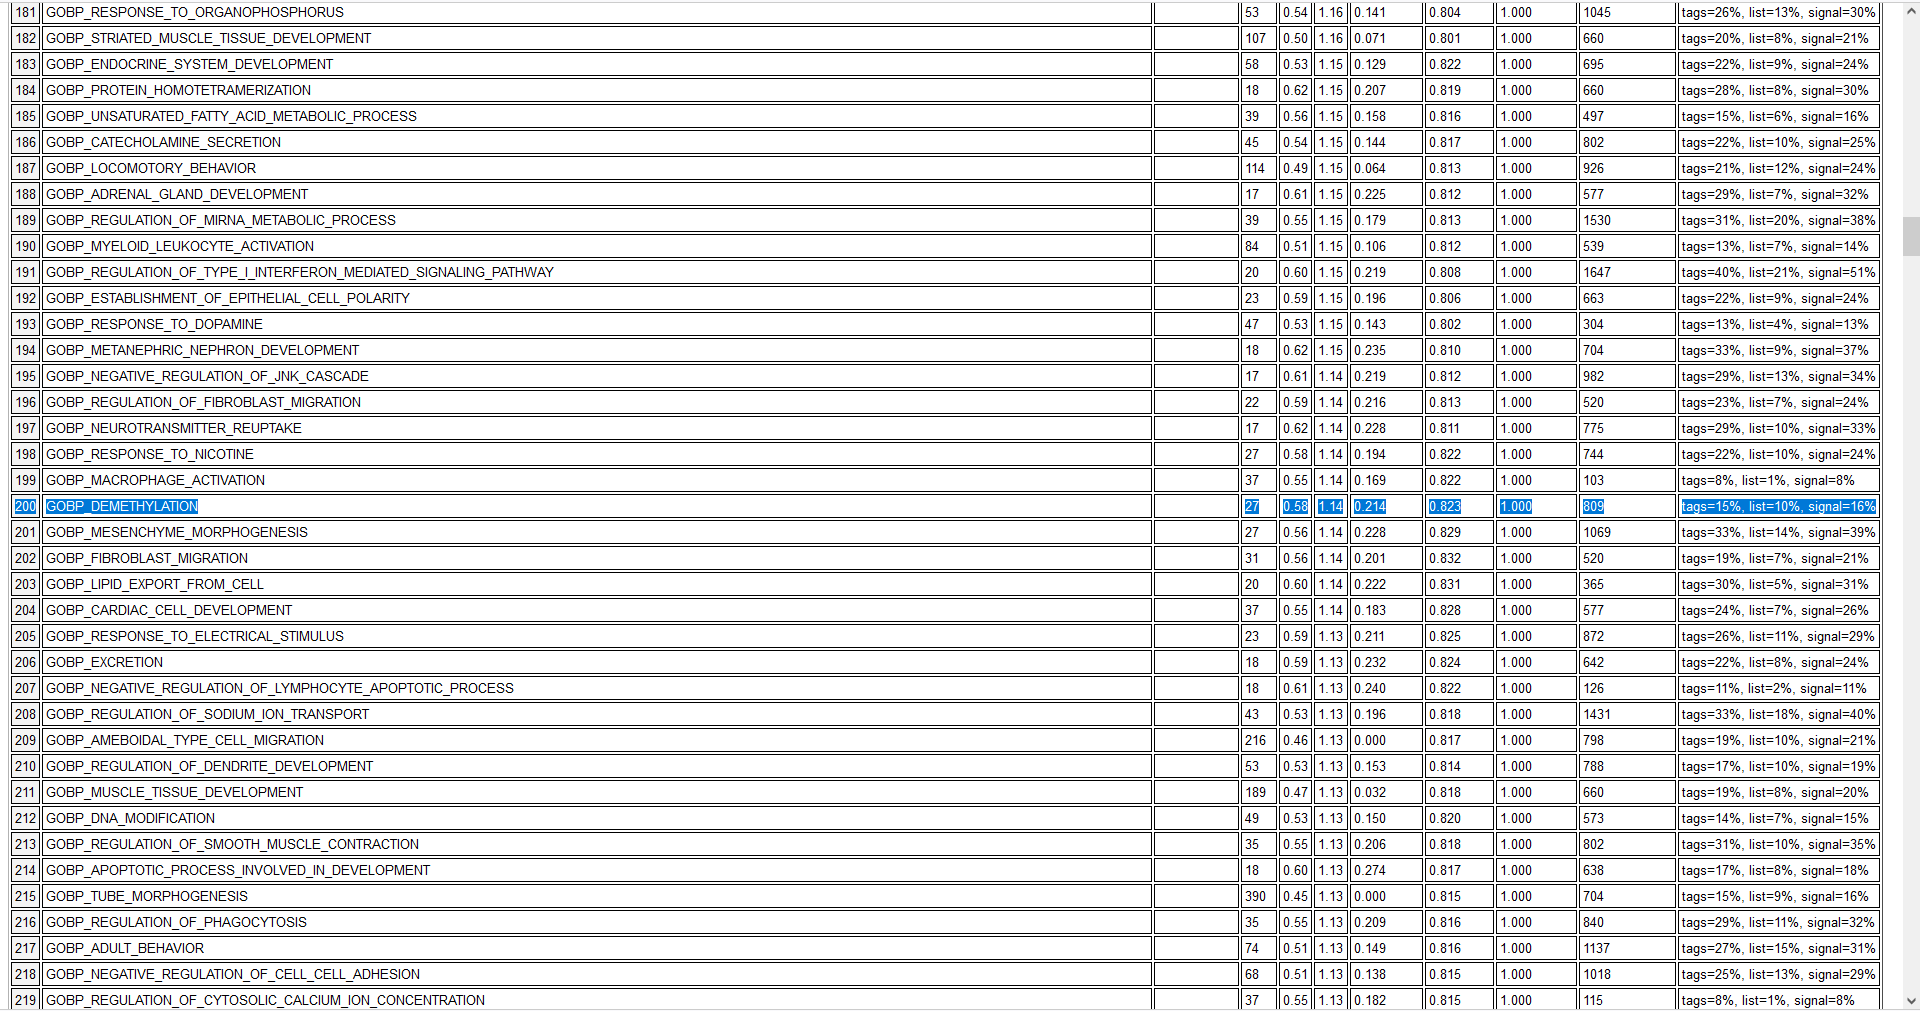 181 GOBP_RESPONSE_TO_ORGANOPHOSPHORUS 53 0.54 1.16 0.141 0.804 1.000 1045 tags=26%, list=13%, signal=30%
182 GOBP_STRIATED_MUSCLE_TISSUE_DEVELOPMENT 107 0.50 1.16 0.071 0.801 1.000 660 tags=20%, list=8%, signal=21%
183 GOBP_ENDOCRINE_SYSTEM_DEVELOPMENT 58 0.53 1.15 0.129 0.822 1.000 695 tags=22%, list=9%, signal=24%
184 GOBP_PROTEIN_HOMOTETRAMERIZATION 18 0.62 1.15 0.207 0.819 1.000 660 tags=28%, list=8%, signal=30%
185 GOBP_UNSATURATED_FATTY_ACID_METABOLIC_PROCESS 39 0.56 1.15 0.158 0.816 1.000 497 tags=15%, list=6%, signal=16%
186 GOBP_CATECHOLAMINE_SECRETION 45 0.54 1.15 0.144 0.817 1.000 802 tags=22%, list=10%, signal=25%
187 GOBP_LOCOMOTORY_BEHAVIOR 114 0.49 1.15 0.064 0.813 1.000 926 tags=21%, list=12%, signal=24%
188 GOBP_ADRENAL_GLAND_DEVELOPMENT 17 0.61 1.15 0.225 0.812 1.000 577 tags=29%, list=7%, signal=32%
189 GOBP_REGULATION_OF_MIRNA_METABOLIC_PROCESS 39 0.55 1.15 0.179 0.813 1.000 1530 tags=31%, list=20%, signal=38%
190 GOBP_MYELOID_LEUKOCYTE_ACTIVATION 84 0.51 1.15 0.106 0.812 1.000 539 tags=13%, list=7%, signal=14%
191 GOBP_REGULATION_OF_TYPE_I_INTERFERON_MEDIATED_SIGNALING_PATHWAY 20 0.60 1.15 0.219 0.808 1.000 1647 tags=40%, list=21%, signal=51%
192 GOBP_ESTABLISHMENT_OF_EPITHELIAL_CELL_POLARITY 23 0.59 1.15 0.196 0.806 1.000 663 tags=22%, list=9%, signal=24%
193 GOBP_RESPONSE_TO_DOPAMINE 47 0.53 1.15 0.143 0.802 1.000 304 tags=13%, list=4%, signal=13%
194 GOBP_METANEPHRIC_NEPHRON_DEVELOPMENT 18 0.62 1.15 0.235 0.810 1.000 704 tags=33%, list=9%, signal=37%
195 GOBP_NEGATIVE_REGULATION_OF_JNK_CASCADE 17 0.61 1.14 0.219 0.812 1.000 982 tags=29%, list=13%, signal=34%
196 GOBP_REGULATION_OF_FIBROBLAST_MIGRATION 22 0.59 1.14 0.216 0.813 1.000 520 tags=23%, list=7%, signal=24%
197 GOBP_NEUROTRANSMITTER_REUPTAKE 17 0.62 1.14 0.228 0.811 1.000 775 tags=29%, list=10%, signal=33%
198 GOBP_RESPONSE_TO_NICOTINE 27 0.58 1.14 0.194 0.822 1.000 744 tags=22%, list=10%, signal=24%
199 GOBP_MACROPHAGE_ACTIVATION 37 0.55 1.14 0.169 0.822 1.000 103 tags=8%, list=1%, signal=8%
200 GOBP_DEMETHYLATION 27 0.58 1.14 0.214 0.823 1.000 809 tags=15%, list=10%, signal=16%
201 GOBP_MESENCHYME_MORPHOGENESIS 27 0.56 1.14 0.228 0.829 1.000 1069 tags=33%, list=14%, signal=39%
202 GOBP_FIBROBLAST_MIGRATION 31 0.56 1.14 0.201 0.832 1.000 520 tags=19%, list=7%, signal=21%
203 GOBP_LIPID_EXPORT_FROM_CELL 20 0.60 1.14 0.222 0.831 1.000 365 tags=30%, list=5%, signal=31%
204 GOBP_CARDIAC_CELL_DEVELOPMENT 37 0.55 1.14 0.183 0.828 1.000 577 tags=24%, list=7%, signal=26%
205 GOBP_RESPONSE_TO_ELECTRICAL_STIMULUS 23 0.59 1.13 0.211 0.825 1.000 872 tags=26%, list=11%, signal=29%
206 GOBP_EXCRETION 18 0.59 1.13 0.232 0.824 1.000 642 tags=22%, list=8%, signal=24%
207 GOBP_NEGATIVE_REGULATION_OF_LYMPHOCYTE_APOPTOTIC_PROCESS 18 0.61 1.13 0.240 0.822 1.000 126 tags=11%, list=2%, signal=11%
208 GOBP_REGULATION_OF_SODIUM_ION_TRANSPORT 43 0.53 1.13 0.196 0.818 1.000 1431 tags=33%, list=18%, signal=40%
209 GOBP_AMEBOIDAL_TYPE_CELL_MIGRATION 216 0.46 1.13 0.000 0.817 1.000 798 tags=19%, list=10%, signal=21%
210 GOBP_REGULATION_OF_DENDRITE_DEVELOPMENT 53 0.53 1.13 0.153 0.814 1.000 788 tags=17%, list=10%, signal=19%
211 GOBP_MUSCLE_TISSUE_DEVELOPMENT 189 0.47 1.13 0.032 0.818 1.000 660 tags=19%, list=8%, signal=20%
212 GOBP_DNA_MODIFICATION 49 0.53 1.13 0.150 0.820 1.000 573 tags=14%, list=7%, signal=15%
213 GOBP_REGULATION_OF_SMOOTH_MUSCLE_CONTRACTION 35 0.55 1.13 0.206 0.818 1.000 802 tags=31%, list=10%, signal=35%
214 GOBP_APOPTOTIC_PROCESS_INVOLVED_IN_DEVELOPMENT 18 0.60 1.13 0.274 0.817 1.000 638 tags=17%, list=8%, signal=18%
215 GOBP_TUBE_MORPHOGENESIS 390 0.45 1.13 0.000 0.815 1.000 704 tags=15%, list=9%, signal=16%
216 GOBP_REGULATION_OF_PHAGOCYTOSIS 35 0.55 1.13 0.209 0.816 1.000 840 tags=29%, list=11%, signal=32%
217 GOBP_ADULT_BEHAVIOR 74 0.51 1.13 0.149 0.816 1.000 1137 tags=27%, list=15%, signal=31%
218 GOBP_NEGATIVE_REGULATION_OF_CELL_CELL_ADHESION 68 0.51 1.13 0.138 0.815 1.000 1018 tags=25%, list=13%, signal=29%
219 GOBP_REGULATION_OF_CYTOSOLIC_CALCIUM_ION_CONCENTRATION 37 0.55 1.13 0.182 0.815 1.000 115 tags=8%, list=1%, signal=8%